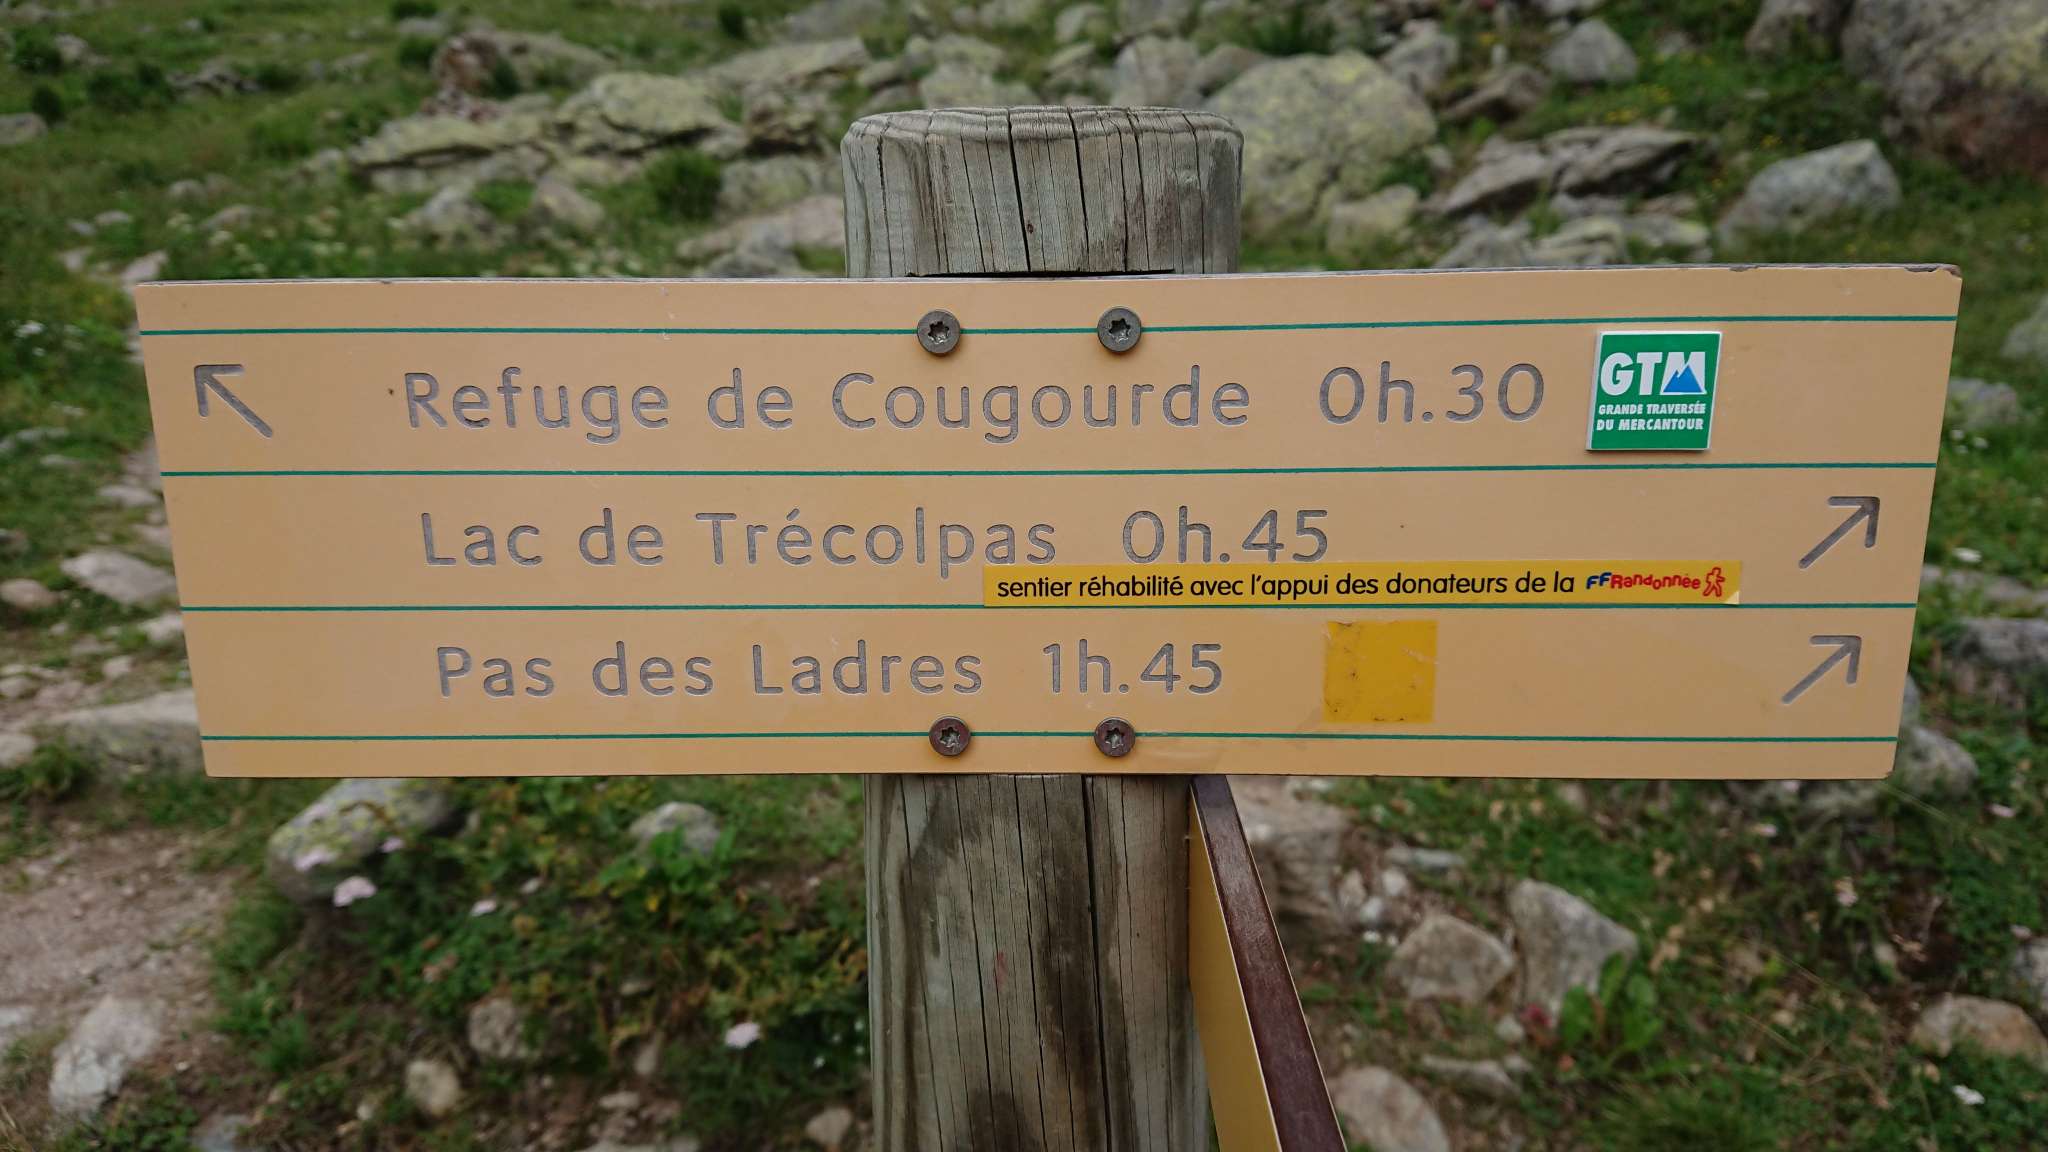 Refuge de Cougourde 0h.30
GTM
GRANDE TRAVERSÉE
DU MERCANTOUR
Lac de Trécolpas 0h.45
sentier réhabilité avec l'appui des donateurs de la FFRandonnée
Pas des Ladres 1h.45